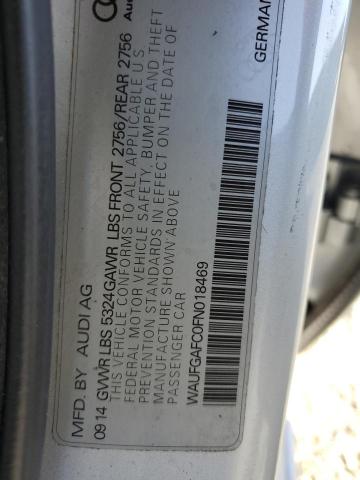 Au
GERMAN
MFD. BY AUDI AG
09 14 GVWR LBS 5324 GAWR LBS FRONT 2756/REAR 2756
THIS VEHICLE CONFORMS TO ALL APPLICABLE U S
FEDERAL MOTOR VEHICLE SAFETY, BUMPER AND THEFT
PREVENTION STANDARDS IN EFFECT ON THE DATE OF
MANUFACTURE SHOWN ABOVE
PASSENGER CAR
WAUFGAFC0FN018469